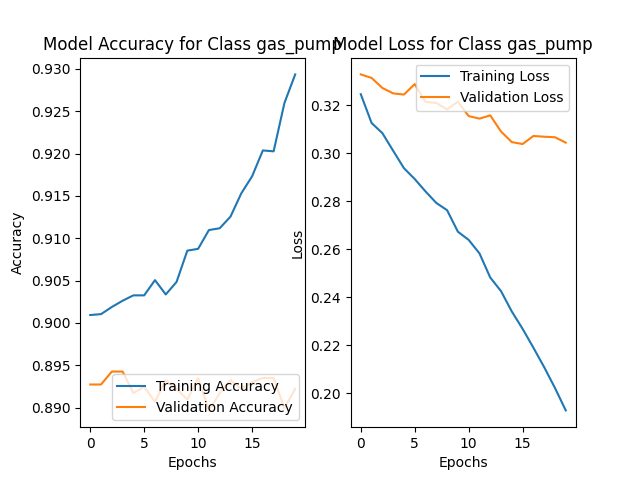 Model Accuracy for Class gas_pump
Model Loss for Class gas_pump
0.930
0.925
0.920
0.915
0.910
0.905
0.900
0.895
0.890
Accuracy
Training Accuracy
Validation Accuracy
0 5 10 15
Epochs
Training Loss
Validation Loss
0.32
0.30
0.28
0.26
0.24
0.22
0.20
Loss
0 5 10 15
Epochs